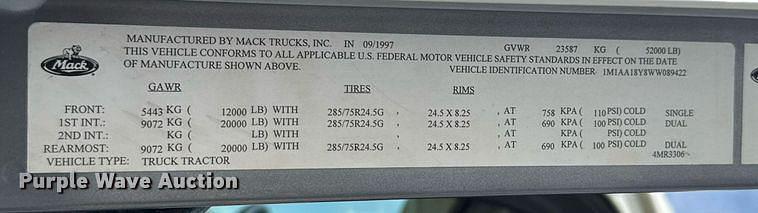 MANUFACTURED BY MACK TRUCKS, INC. IN 09/1997 GVWR 23587 KG ( 52000 LB)
THIS VEHICLE CONFORMS TO ALL APPLICABLE U.S. FEDERAL MOTOR VEHICLE SAFETY STANDARDS IN EFFECT ON THE DATE
OF MANUFACTURE SHOWN ABOVE. VEHICLE IDENTIFICATION NUMBER 1M1AA18Y8WW089422
Mack
GAWR TIRES RIMS
FRONT: 5443 KG ( 12000 LB) WITH 285/75R24.5G , 24.5 X 8.25 , AT 758 KPA ( 110 PSI) COLD SINGLE
1ST INT.: 9072 KG ( 20000 LB) WITH 285/75R24.5G , 24.5 X 8.25 , AT 690 KPA ( 100 PSI) COLD DUAL
2ND INT.: KG ( LB) WITH , , AT KPA ( PSI) COLD
REARMOST: 9072 KG ( 20000 LB) WITH 285/75R24.5G , 24.5 X 8.25 , AT 690 KPA ( 100 PSI) COLD DUAL
VEHICLE TYPE: TRUCK TRACTOR 4MR3306
Purple Wave Auction